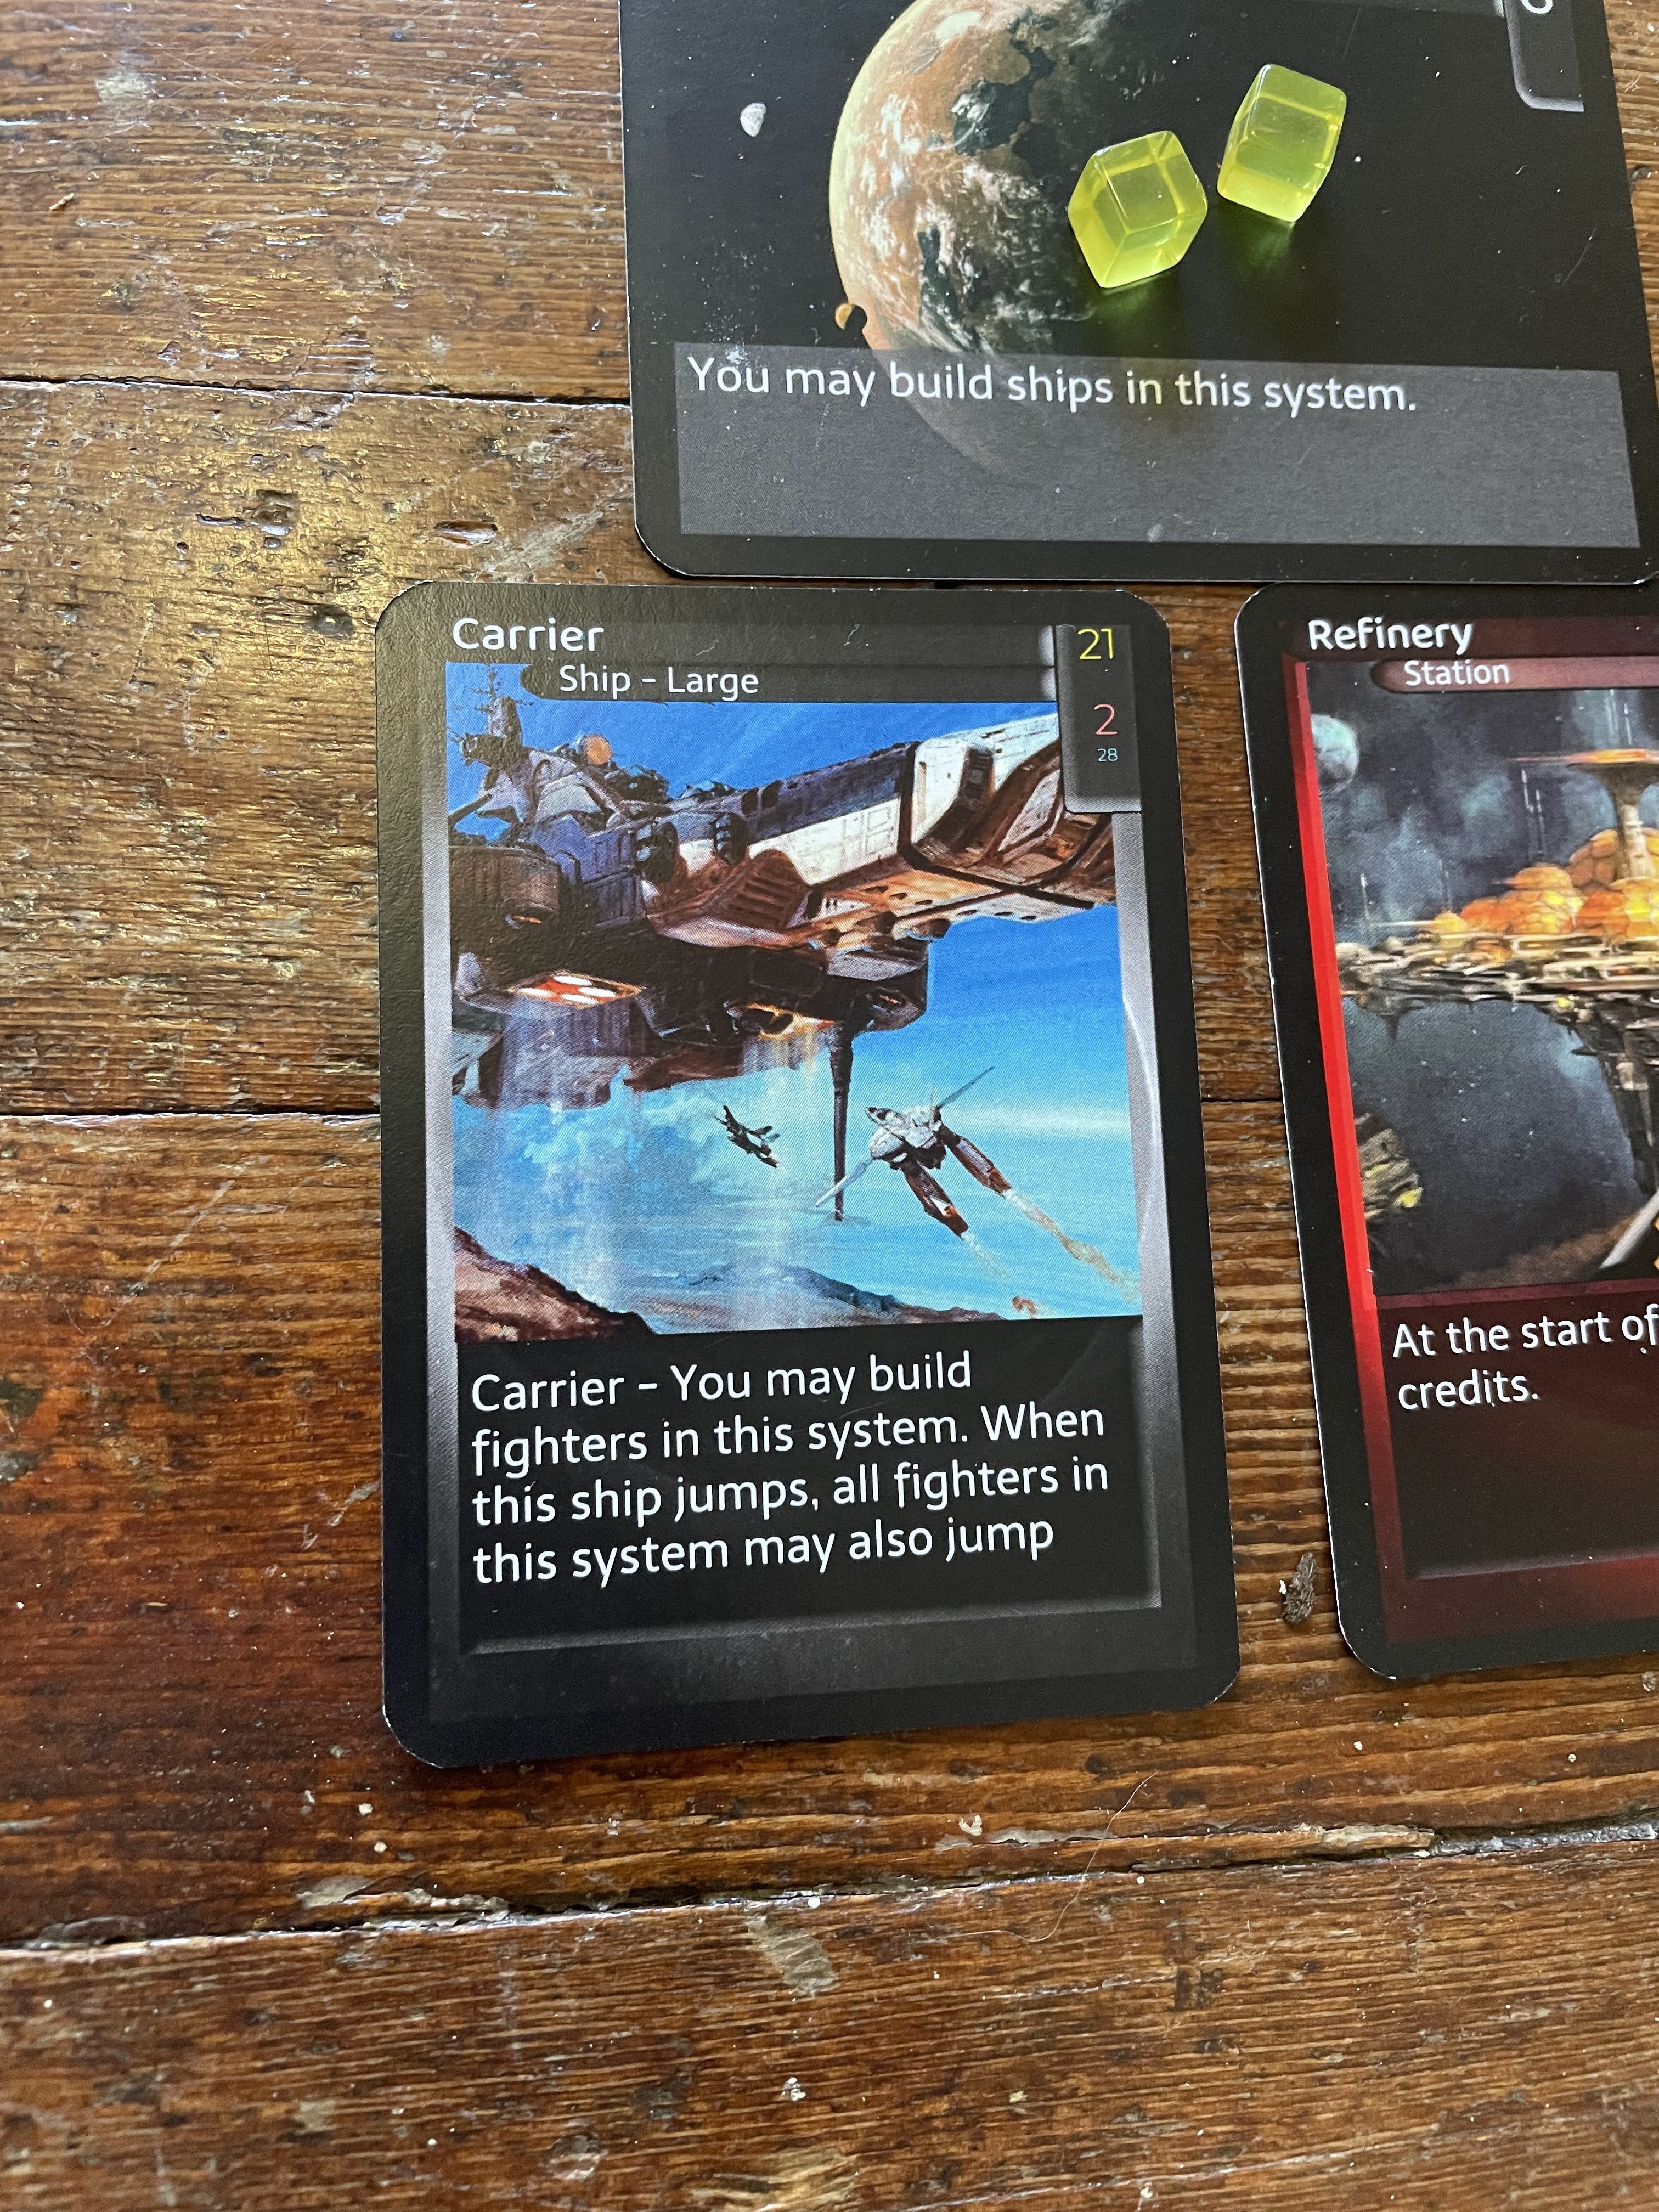 You may build ships in this system.
Carrier
21
Ship - Large
2
28
Carrier - You may build
fighters in this system. When
this ship jumps, all fighters in
this system may also jump
Refinery
Station
At the start of
credits.